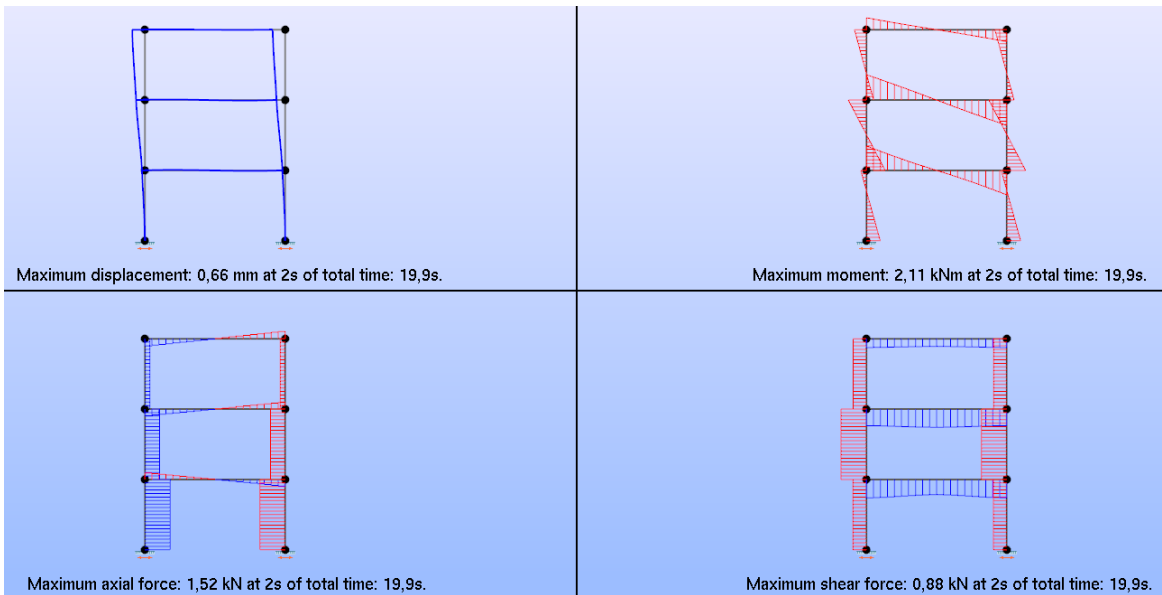 Maximum displacement: 0,66 mm at 2s of total time: 19,9s.
Maximum moment: 2,11 kNm at 2s of total time: 19,9s.
Maximum axial force: 1,52 kN at 2s of total time: 19,9s.
Maximum shear force: 0,88 kN at 2s of total time: 19,9s.